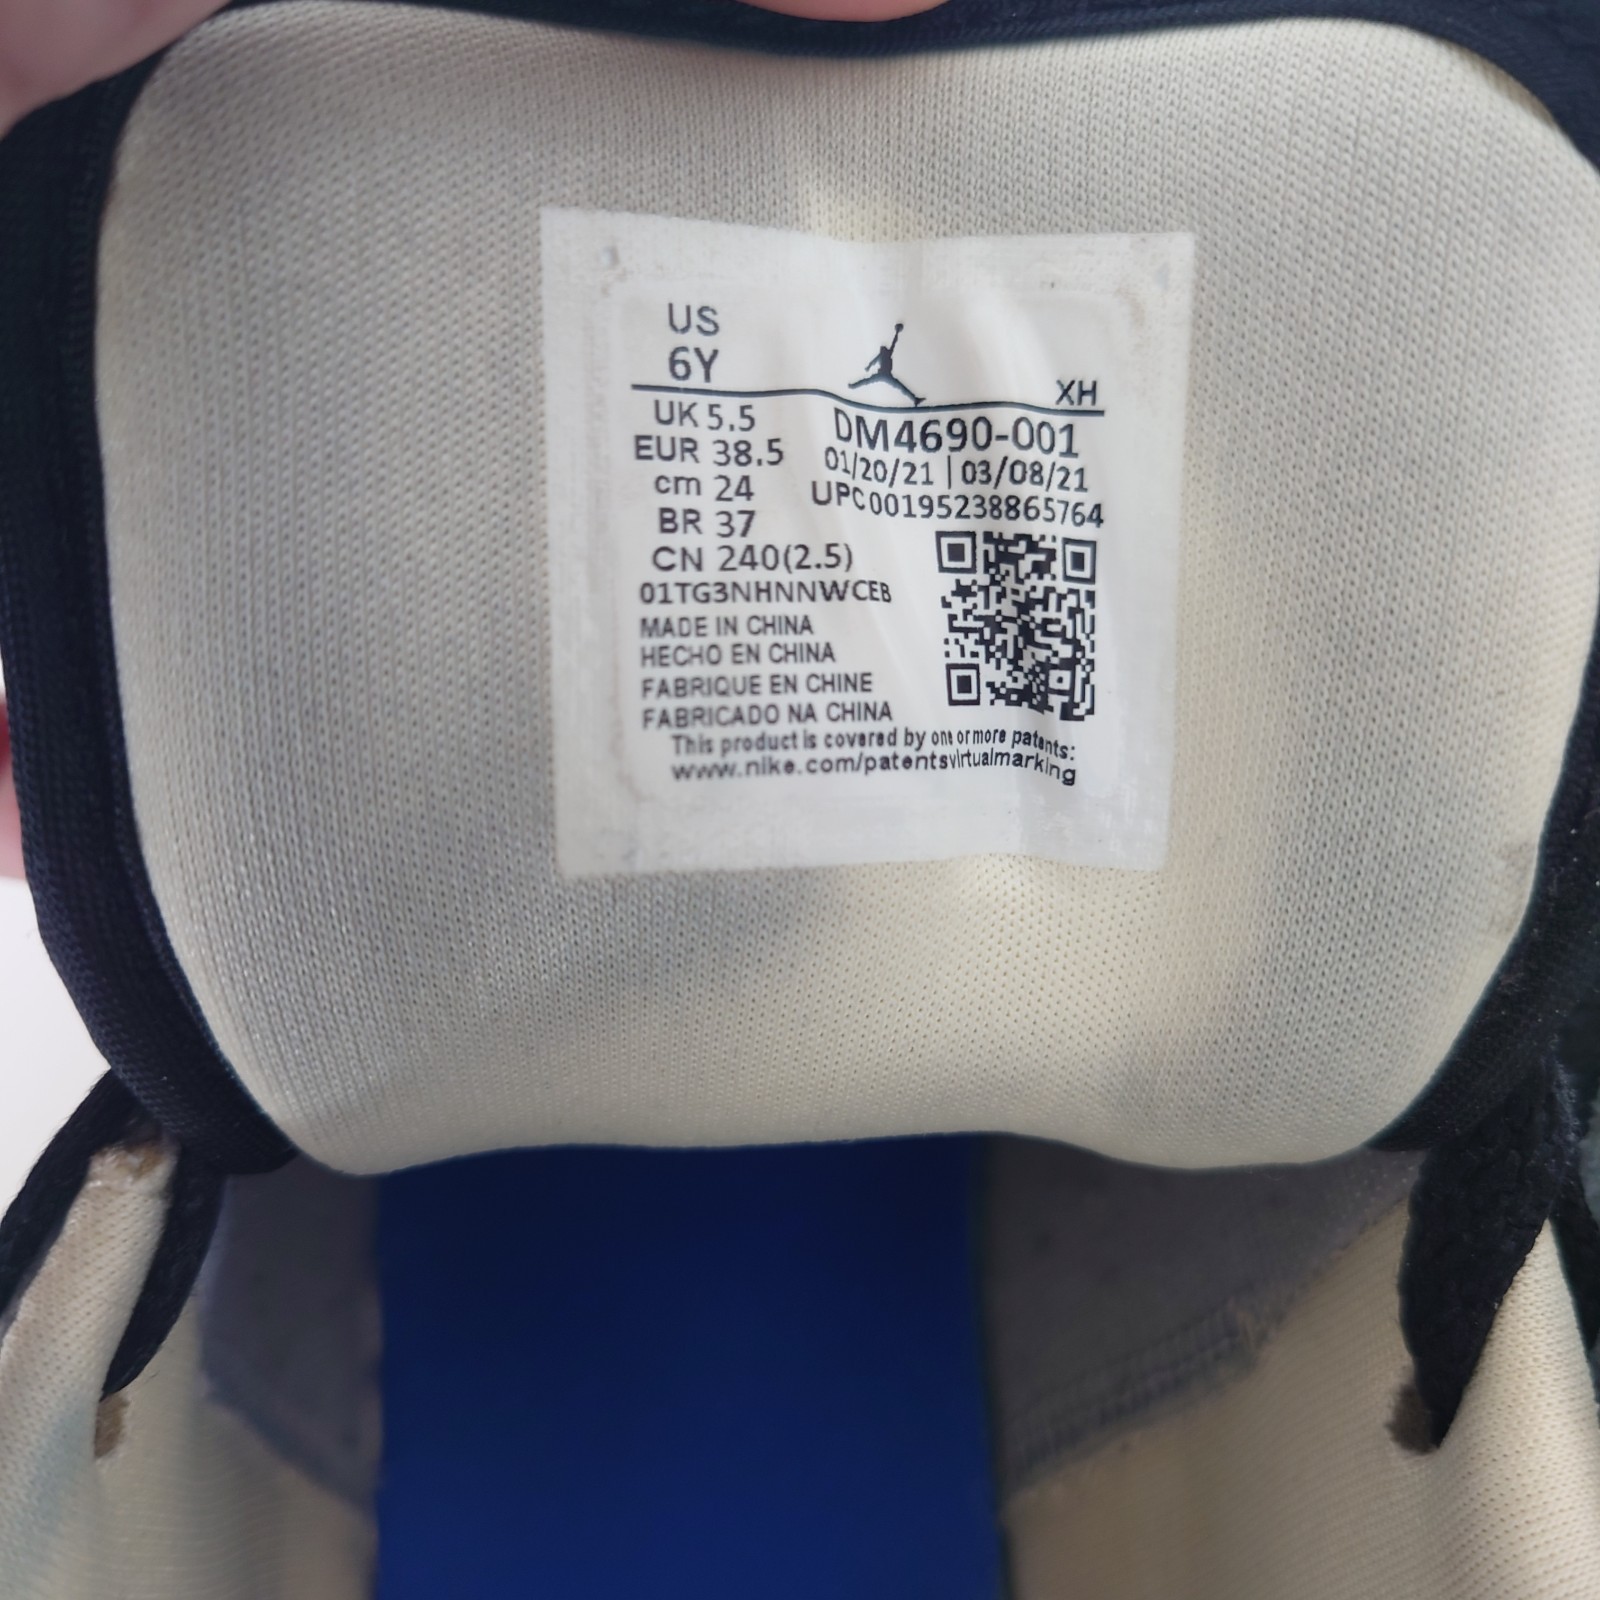 US
6Y
XH
UK 5.5
EUR 38.5
cm 24
BR 37
CN 240(2.5)
DM4690-001
01/20/21 | 03/08/21
UPC00195238865764
01TG3NHNNWCEB
MADE IN CHINA
HECHO EN CHINA
FABRIQUE EN CHINE
FABRICADO NA CHINA
This product is covered by one or more patents:
www.nike.com/patentsvirtualmarking